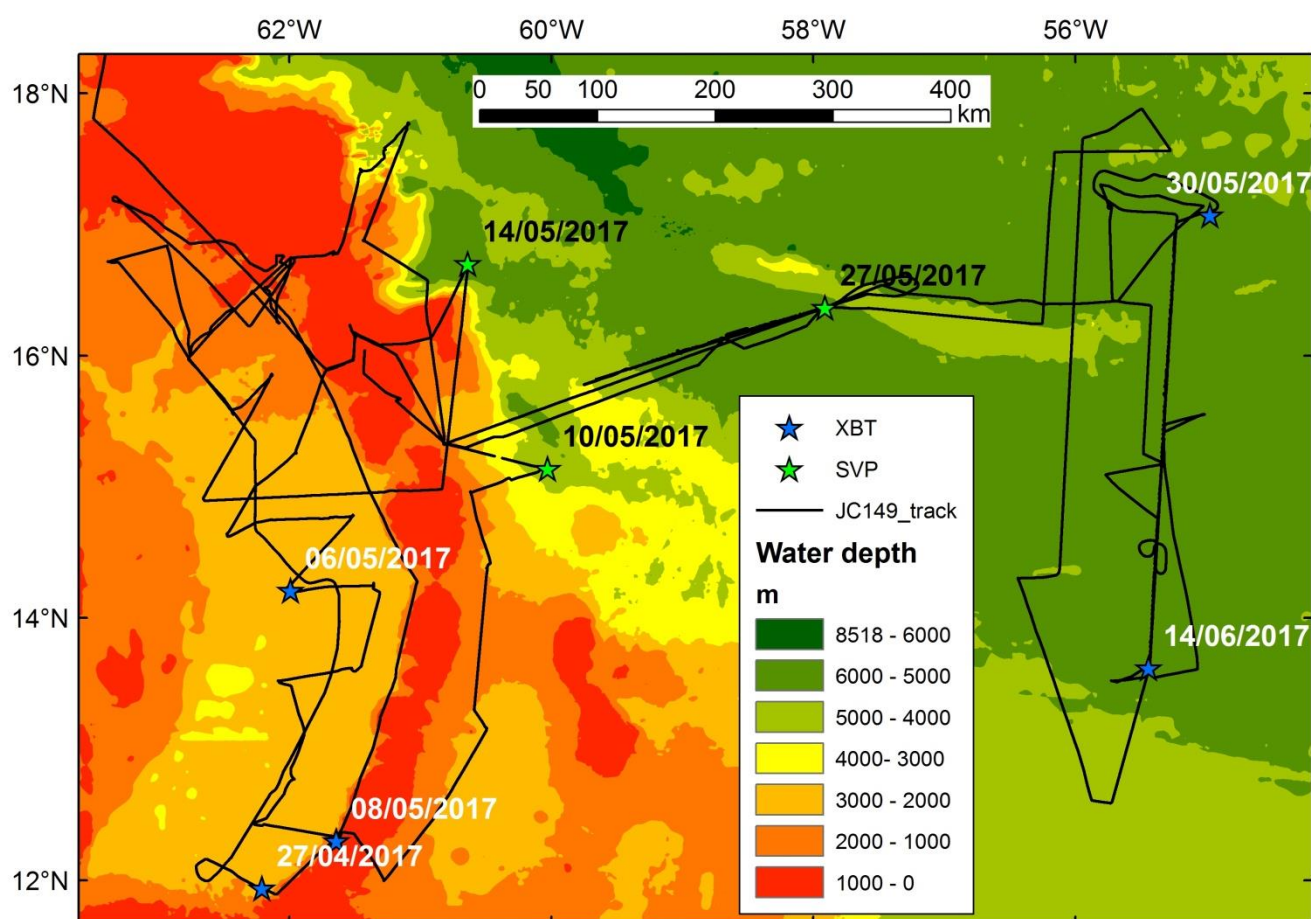 62°W 60°W 58°W 56°W
18°N
0 50 100 200 300 400
km
30/05/2017
14/05/2017
27/05/2017
16°N
10/05/2017
XBT
SVP
JC149_track
Water depth
m
8518 - 6000
6000 - 5000
5000 - 4000
4000- 3000
3000 - 2000
2000 - 1000
1000 - 0
06/05/2017
14°N
14/06/2017
08/05/2017
27/04/2017
12°N